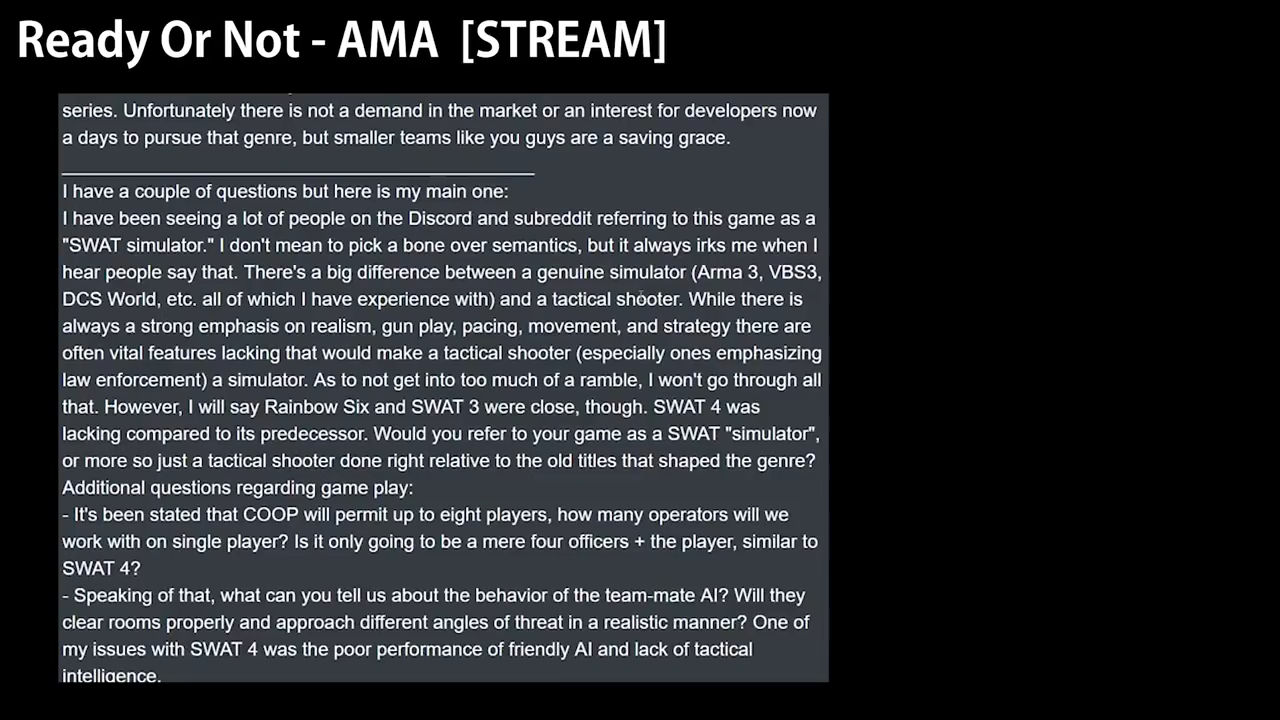 Ready Or Not - AMA [STREAM]
series. Unfortunately there is not a demand in the market or an interest for developers now
a days to pursue that genre, but smaller teams like you guys are a saving grace.
I have a couple of questions but here is my main one:
I have been seeing a lot of people on the Discord and subreddit referring to this game as a
"SWAT simulator." I don't mean to pick a bone over semantics, but it always irks me when I
hear people say that. There's a big difference between a genuine simulator (Arma 3, VBS3,
DCS World, etc. all of which I have experience with) and a tactical shooter. While there is
always a strong emphasis on realism, gun play, pacing, movement, and strategy there are
often vital features lacking that would make a tactical shooter (especially ones emphasizing
law enforcement) a simulator. As to not get into too much of a ramble, I won't go through all
that. However, I will say Rainbow Six and SWAT 3 were close, though. SWAT 4 was
lacking compared to its predecessor. Would you refer to your game as a SWAT "simulator",
or more so just a tactical shooter done right relative to the old titles that shaped the genre?
Additional questions regarding game play:
- It's been stated that COOP will permit up to eight players, how many operators will we
work with on single player? Is it only going to be a mere four officers + the player, similar to
SWAT 4?
- Speaking of that, what can you tell us about the behavior of the team-mate AI? Will they
clear rooms properly and approach different angles of threat in a realistic manner? One of
my issues with SWAT 4 was the poor performance of friendly AI and lack of tactical
intelligence.